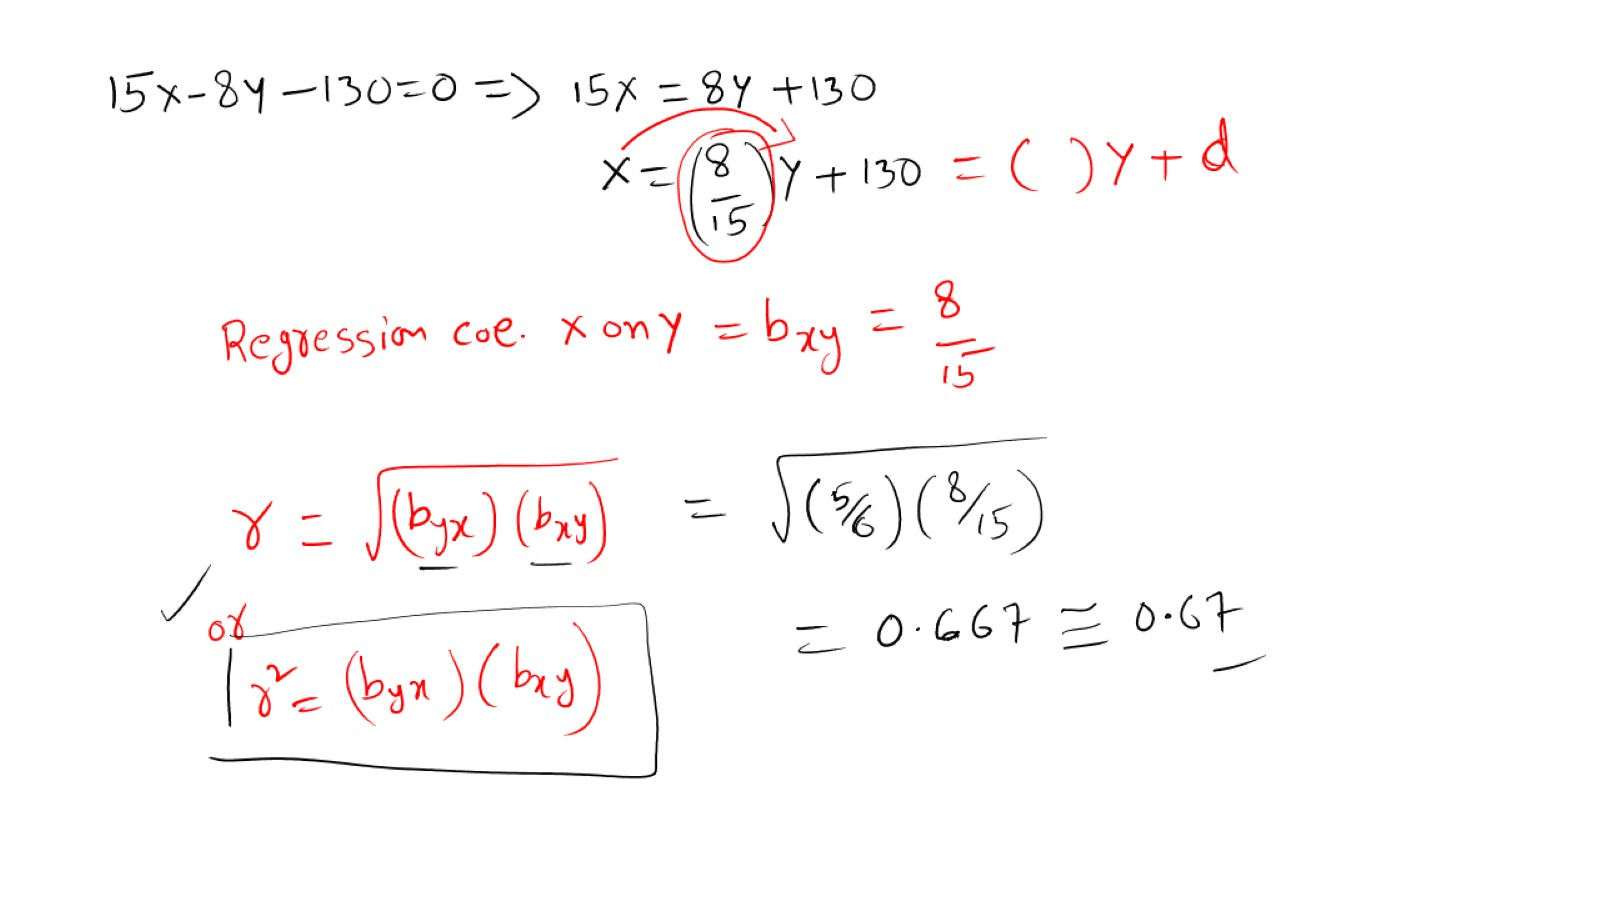 15x-8y-130=0 => 15x = 8y+130
x = (8/15)y+130 = ( )y+d
Regression coe. x on y = bxy = 8/15
r = √(byx)(bxy) = √(5/6)(8/15)
= 0.667 ≅ 0.67
or
r² = (byx)(bxy)